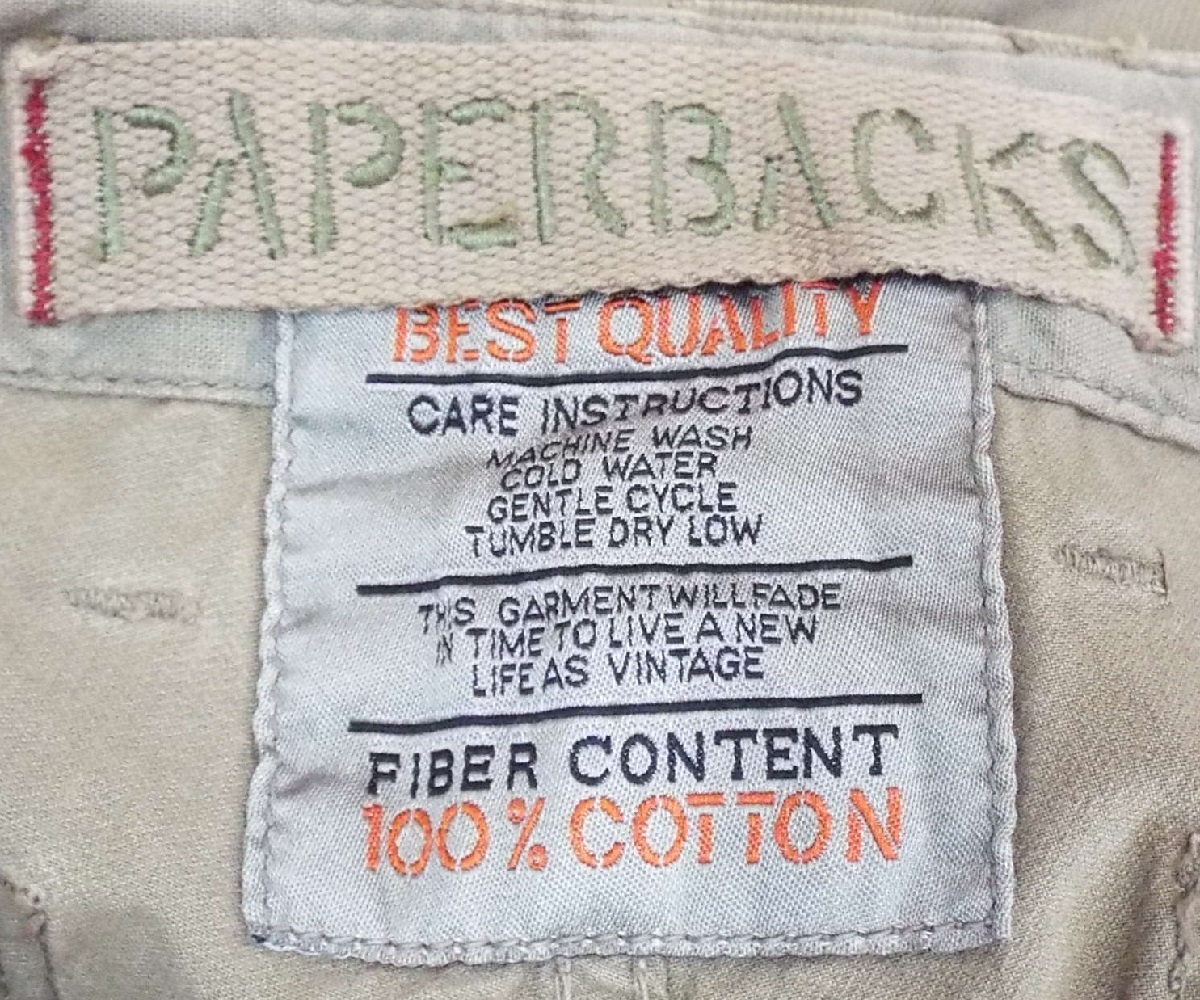 PAPERBACKS
BEST QUALITY
CARE INSTRUCTIONS
MACHINE WASH
COLD WATER
GENTLE CYCLE
TUMBLE DRY LOW
THIS GARMENT WILL FADE
IN TIME TO LIVE A NEW
LIFE AS VINTAGE
FIBER CONTENT
100% COTTON